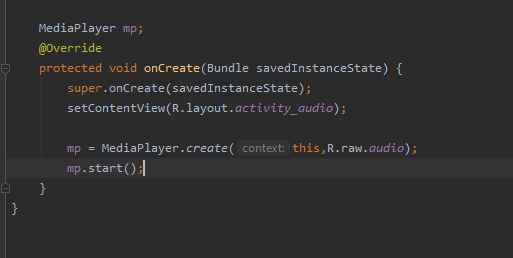 MediaPlayer mp;
@Override
protected void onCreate(Bundle savedInstanceState) {
super.onCreate(savedInstanceState);
setContentView(R.layout.activity_audio);
mp = MediaPlayer.create( context: this,R.raw.audio);
mp.start();
}
}